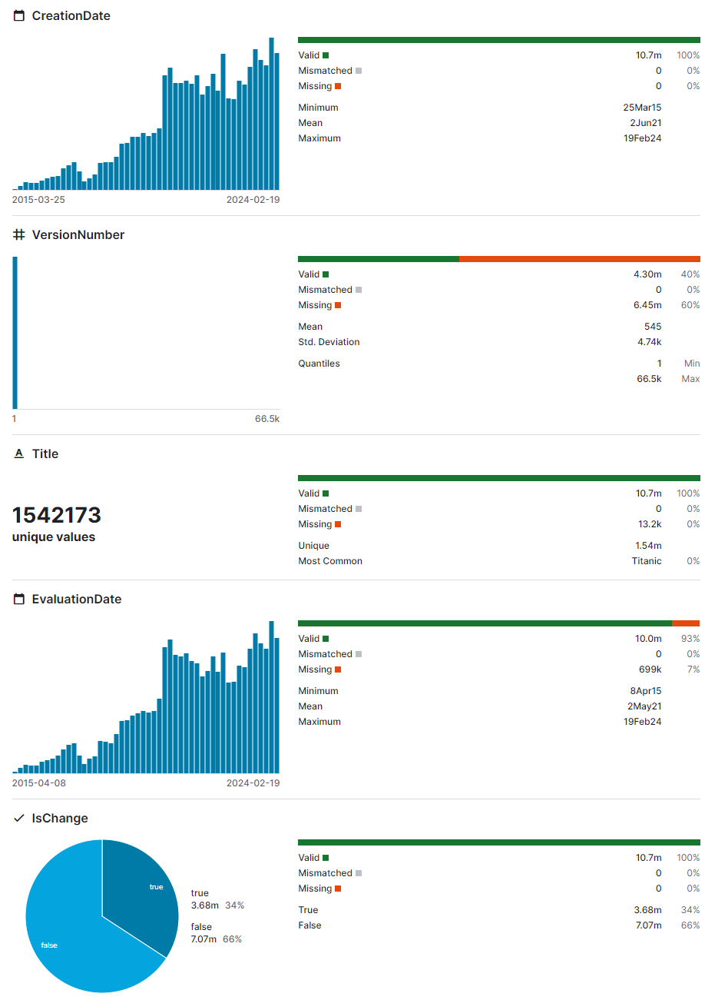 CreationDate
Valid 10.7m 100%
Mismatched 0 0%
Missing 0 0%
Minimum 25Mar15
Mean 2Jun21
Maximum 19Feb24
2015-03-25 2024-02-19
VersionNumber
Valid 4.30m 40%
Mismatched 0 0%
Missing 6.45m 60%
Mean 545
Std. Deviation 4.74k
Quantiles 1 Min
66.5k Max
1 66.5k
Title
1542173
unique values
Valid 10.7m 100%
Mismatched 0 0%
Missing 13.2k 0%
Unique 1.54m
Most Common Titanic 0%
EvaluationDate
Valid 10.0m 93%
Mismatched 0 0%
Missing 699k 7%
Minimum 8Apr15
Mean 2May21
Maximum 19Feb24
2015-04-08 2024-02-19
IsChange
true
false
true
3.68m 34%
false
7.07m 66%
Valid 10.7m 100%
Mismatched 0 0%
Missing 0 0%
True 3.68m 34%
False 7.07m 66%